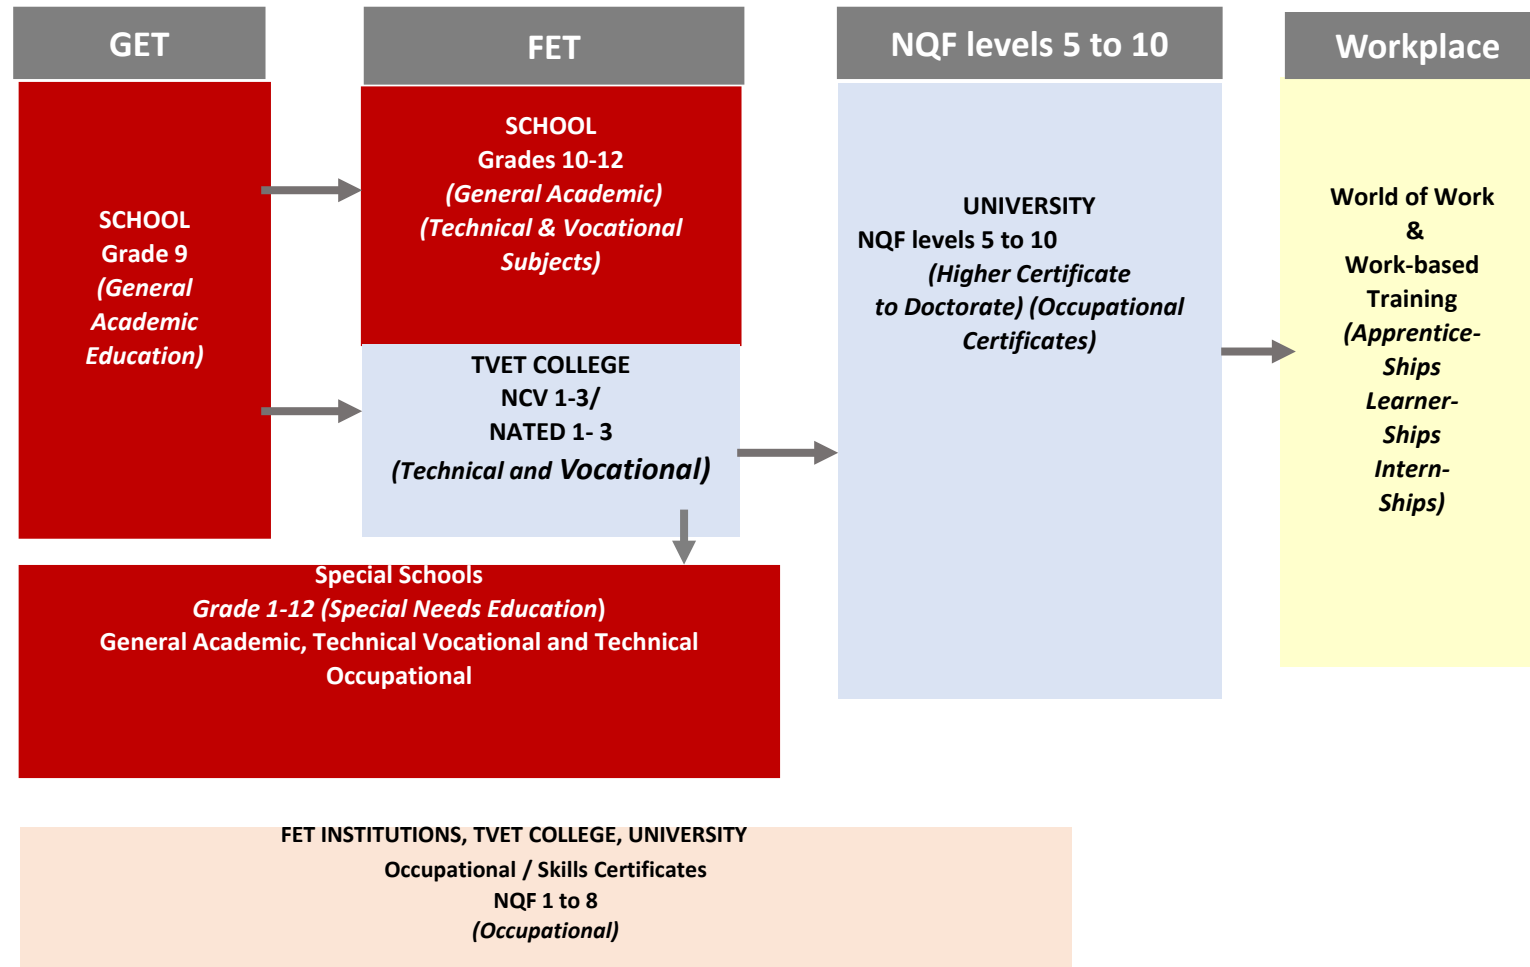 GET
FET
NQF levels 5 to 10
Workplace
SCHOOL
Grade 9
(General
Academic
Education)
SCHOOL
Grades 10-12
(General Academic)
(Technical & Vocational
Subjects)
TVET COLLEGE
NCV 1-3/
NATED 1- 3
(Technical and Vocational)
UNIVERSITY
NQF levels 5 to 10
(Higher Certificate
to Doctorate) (Occupational
Certificates)
World of Work
&
Work-based
Training
(Apprentice-
Ships
Learner-
Ships
Intern-
Ships)
Special Schools
Grade 1-12 (Special Needs Education)
General Academic, Technical Vocational and Technical
Occupational
FET INSTITUTIONS, TVET COLLEGE, UNIVERSITY
Occupational / Skills Certificates
NQF 1 to 8
(Occupational)